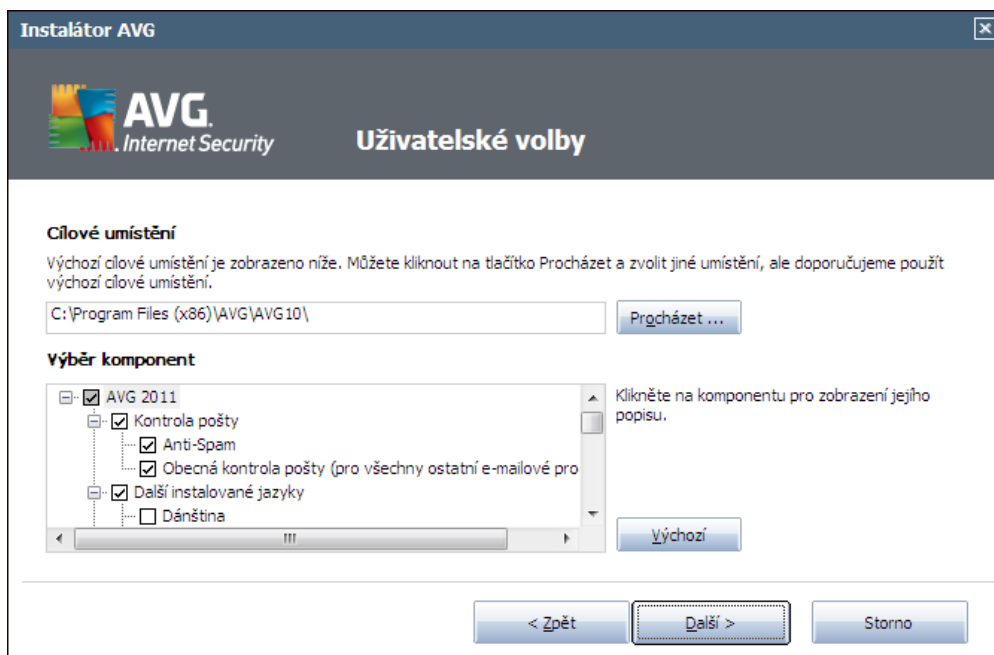 Instalátor AVG
AVG.
Internet Security
Uživatelské volby
Cílové umístění
Výchozí cílové umístění je zobrazeno níže. Můžete kliknout na tlačítko Procházet a zvolit jiné umístění, ale doporučujeme použít
výchozí cílové umístění.
C:\Program Files (x86)\AVG\AVG10\
Procházet ...
Výběr komponent
AVG 2011
Kontrola pošty
Anti-Spam
Obecná kontrola pošty (pro všechny ostatní e-mailové pro
Další instalované jazyky
Dánština
Klikněte na komponentu pro zobrazení jejího
popisu.
Výchozí
< Zpět
Další >
Storno